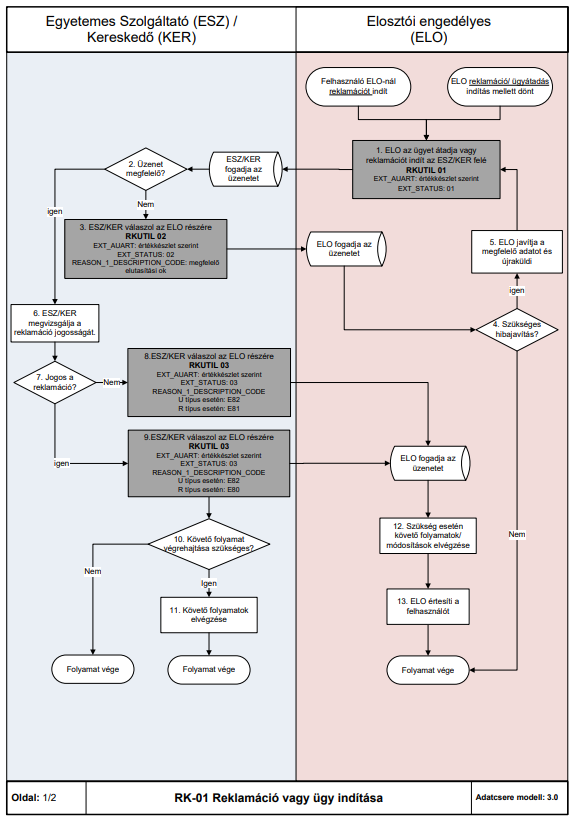 Egyetemes Szolgáltató (ESZ) /
Kereskedő (KER)
Elosztói engedélyes
(ELO)
Felhasználó ELO-nál
reklamációt indít
ELO reklamáció/ ügyátadás
indítás mellett dönt
1. ELO az ügyet átadja vagy
reklamációt indít az ESZ/KER felé
RKUTIL 01
EXT_AUART: értékkészlet szerint
EXT_STATUS: 01
ESZ/KER
fogadja az
üzenetet
2. Üzenet
megfelelő?
igen
Nem
3. ESZ/KER válaszol az ELO részére
RKUTIL 02
EXT_AUART: értékkészlet szerint
EXT_STATUS: 02
REASON_1_DESCRIPTION_CODE: megfelelő
elutasítási ok
ELO fogadja az
üzenetet
5. ELO javítja a
megfelelő adatot és
újraküldi
igen
4. Szükséges
hibajavítás?
6. ESZ/KER
megvizsgálja a
reklamáció jogosságát.
7. Jogos a
reklamáció?
Nem
8.ESZ/KER válaszol az ELO részére
RKUTIL 03
EXT_AUART: értékkészlet szerint
EXT_STATUS: 03
REASON_1_DESCRIPTION_CODE
U típus esetén: E82
R típus esetén: E81
igen
9.ESZ/KER válaszol az ELO részére
RKUTIL 03
EXT_AUART: értékkészlet szerint
EXT_STATUS: 03
REASON_1_DESCRIPTION_CODE
U típus esetén: E82
R típus esetén: E80
ELO fogadja az
üzenetet
10. Követő folyamat
végrehajtása szükséges?
Nem
Igen
12. Szükség esetén
követő folyamatok/
módosítások elvégzése
Nem
11. Követő folyamatok
elvégzése
13. ELO értesíti a
felhasználót
Folyamat vége
Folyamat vége
Folyamat vége
Oldal: 1/2
RK-01 Reklamáció vagy ügy indítása
Adatcsere modell: 3.0